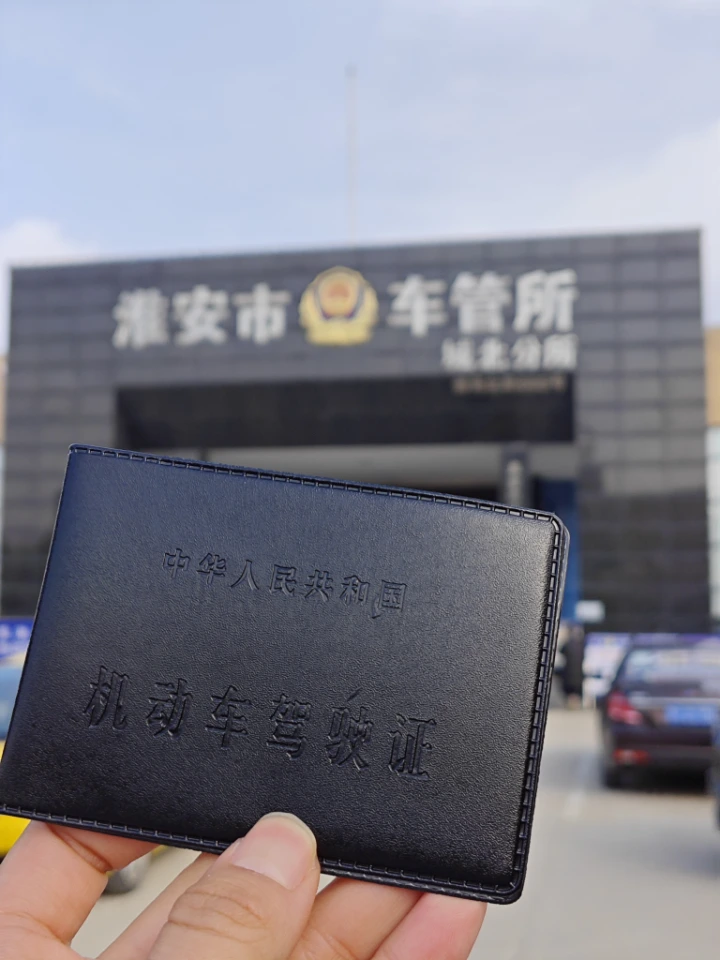 淮安市 车管所
城北分所
中华人民共和国
机动车驾驶证